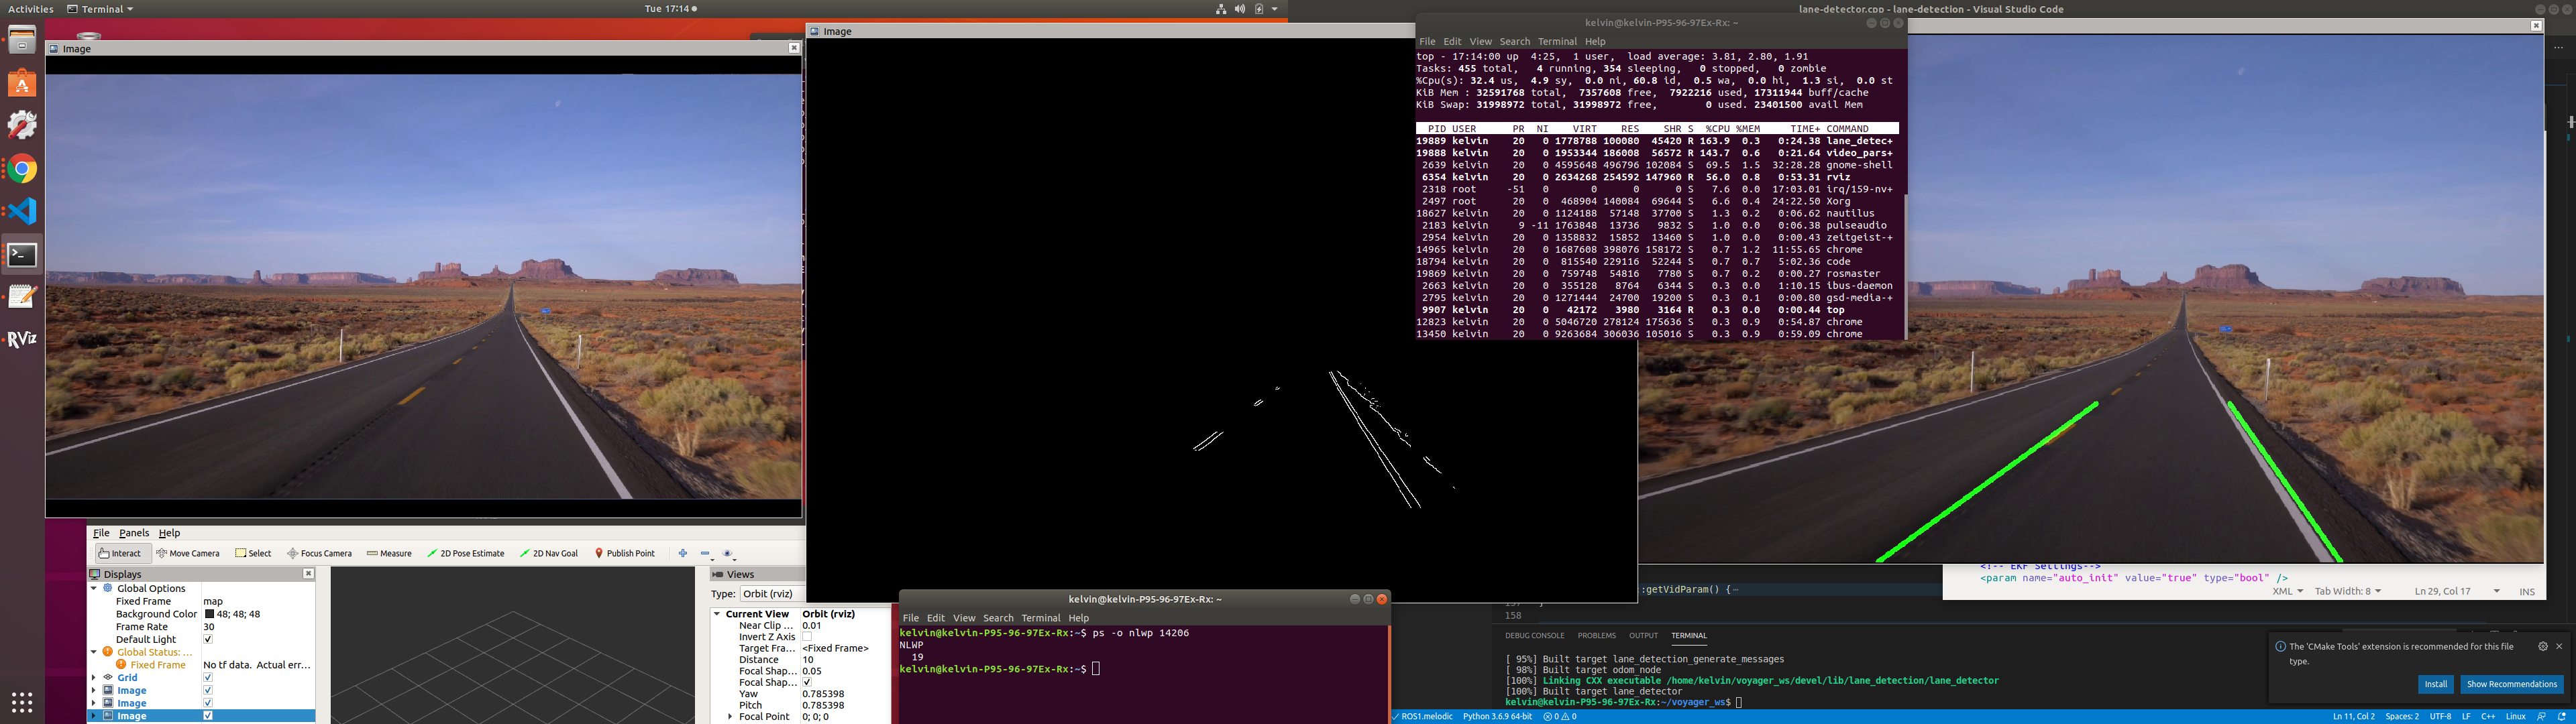 Activities
Terminal
Tue 17:14
lane-detector.cpp - lane-detection - Visual Studio Code
Image
Image
kelvin@kelvin-P95-96-97Ex-Rx: ~
File Edit View Search Terminal Help
top - 17:14:00 up 4:25, 1 user, load average: 3.81, 2.80, 1.91
Tasks: 455 total, 4 running, 354 sleeping, 0 stopped, 0 zombie
%Cpu(s): 32.4 us, 4.9 sy, 0.0 ni, 60.8 id, 0.5 wa, 0.0 hi, 1.3 si, 0.0 st
KiB Mem : 32591768 total, 7357608 free, 7922216 used, 17311944 buff/cache
KiB Swap: 31998972 total, 31998972 free, 0 used. 23401500 avail Mem
PID USER PR NI VIRT RES SHR S %CPU %MEM TIME+ COMMAND
19889 kelvin 20 0 1778788 100080 45420 R 163.9 0.3 0:24.38 lane_detec+
19888 kelvin 20 0 1953344 186008 56572 R 143.7 0.6 0:21.64 video_pars+
2639 kelvin 20 0 4595648 496796 102084 S 69.5 1.5 32:28.28 gnome-shell
6354 kelvin 20 0 2634268 254592 147960 R 56.0 0.8 0:53.31 rviz
2318 root -51 0 0 0 0 S 7.6 0.0 17:03.01 irq/159-nv+
2497 root 20 0 468904 140084 69644 S 6.6 0.4 24:22.50 Xorg
18627 kelvin 20 0 1124188 57148 37700 S 1.3 0.2 0:06.62 nautilus
2183 kelvin 9 -11 1763848 13736 9832 S 1.0 0.0 0:06.38 pulseaudio
2954 kelvin 20 0 1358832 15852 13460 S 1.0 0.0 0:00.43 zeitgeist-+
14965 kelvin 20 0 1687608 398076 158172 S 0.7 1.2 11:55.65 chrome
18794 kelvin 20 0 815540 229116 52244 S 0.7 0.7 5:02.36 code
19869 kelvin 20 0 759748 54816 7780 S 0.7 0.2 0:00.27 rosmaster
2663 kelvin 20 0 355128 8764 6344 S 0.3 0.0 1:10.15 ibus-daemon
2795 kelvin 20 0 1271444 24700 19200 S 0.3 0.1 0:00.80 gsd-media-+
9907 kelvin 20 0 42172 3980 3164 R 0.3 0.0 0:00.44 top
12823 kelvin 20 0 5046720 278124 175636 S 0.3 0.9 0:54.87 chrome
13450 kelvin 20 0 9263684 306036 105016 S 0.3 0.9 0:59.09 chrome
RViz
File Panels Help
Interact Move Camera Select Focus Camera Measure 2D Pose Estimate 2D Nav Goal Publish Point
Displays
Global Options
Fixed Frame map
Background Color 48; 48; 48
Frame Rate 30
Default Light
Global Status: ...
Fixed Frame No tf data. Actual err...
Grid
Image
Image
Image
Views
Type: Orbit (rviz)
Current View Orbit (rviz)
Near Clip ... 0.01
Invert Z Axis
Target Fra... <Fixed Frame>
Distance 10
Focal Shap... 0.05
Focal Shap...
Yaw 0.785398
Pitch 0.785398
Focal Point 0; 0; 0
kelvin@kelvin-P95-96-97Ex-Rx: ~
File Edit View Search Terminal Help
kelvin@kelvin-P95-96-97Ex-Rx:~$ ps -o nlwp 14206
NLWP
19
kelvin@kelvin-P95-96-97Ex-Rx:~$
<!-- EKF Settings-->
<param name="auto_init" value="true" type="bool" />
XML Tab Width: 8 Ln 29, Col 17 INS
:getVidParam() {
158
DEBUG CONSOLE PROBLEMS OUTPUT TERMINAL
[ 95%] Built target lane_detection_generate_messages
[ 98%] Built target odom_node
[100%] Linking CXX executable /home/kelvin/voyager_ws/devel/lib/lane_detection/lane_detector
[100%] Built target lane_detector
kelvin@kelvin-P95-96-97Ex-Rx:~/voyager_ws$
The 'CMake Tools' extension is recommended for this file
type.
Install Show Recommendations
ROS1.melodic Python 3.6.9 64-bit 0 0
Ln 11, Col 2 Spaces: 2 UTF-8 LF C++ Linux